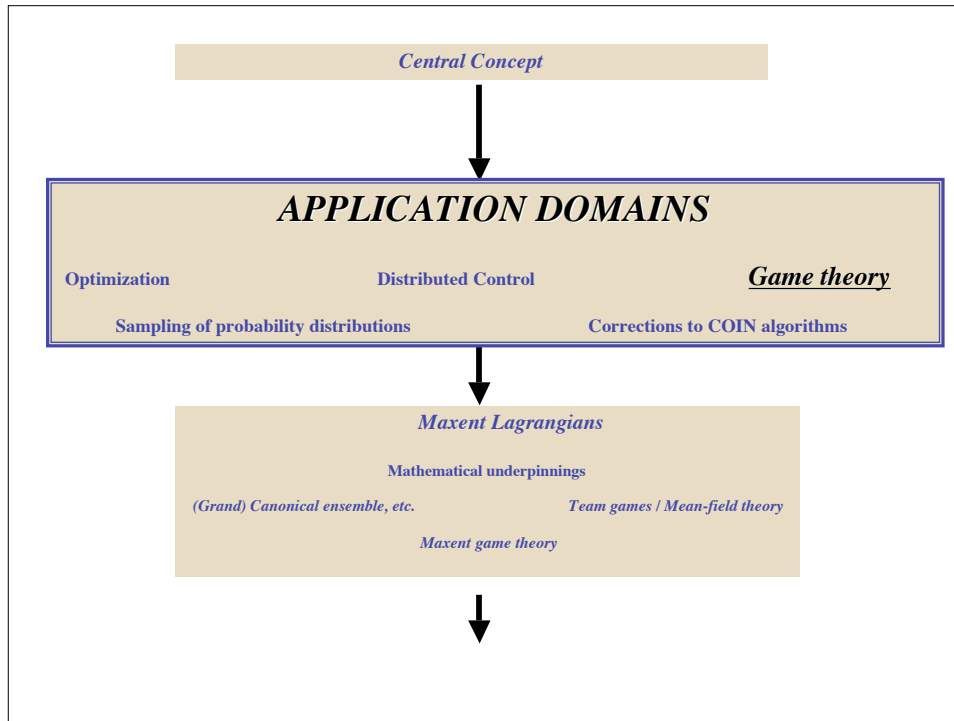 Central Concept
APPLICATION DOMAINS
Optimization Distributed Control Game theory
Sampling of probability distributions Corrections to COIN algorithms
Maxent Lagrangians
Mathematical underpinnings
(Grand) Canonical ensemble, etc. Team games / Mean-field theory
Maxent game theory